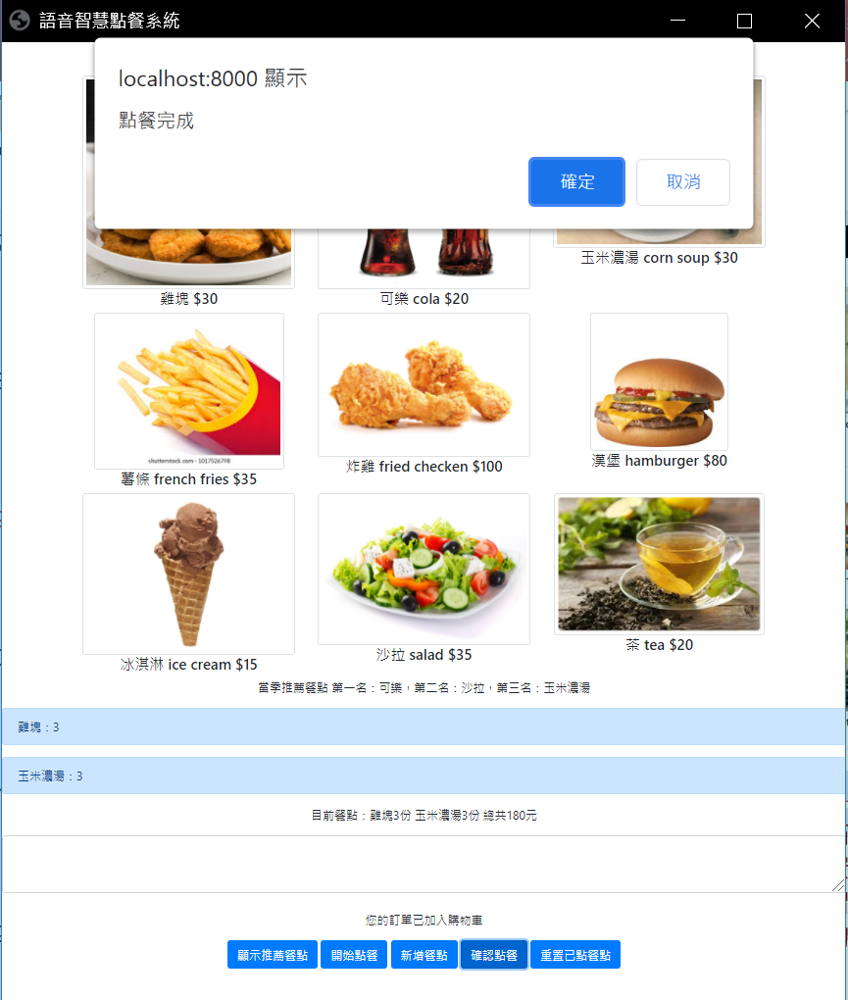 語音智慧點餐系統
localhost:8000 顯示
點餐完成
確定
取消
雞塊 $30
可樂 cola $20
玉米濃湯 corn soup $30
shutterstock.com · 1017526798
薯條 french fries $35
炸雞 fried checken $100
漢堡 hamburger $80
冰淇淋 ice cream $15
沙拉 salad $35
茶 tea $20
當季推薦餐點 第一名：可樂，第二名：沙拉，第三名：玉米濃湯
雞塊：3
玉米濃湯：3
目前餐點：雞塊3份 玉米濃湯3份 總共180元
您的訂單已加入購物車
顯示推薦餐點
開始點餐
新增餐點
確認點餐
重置已點餐點